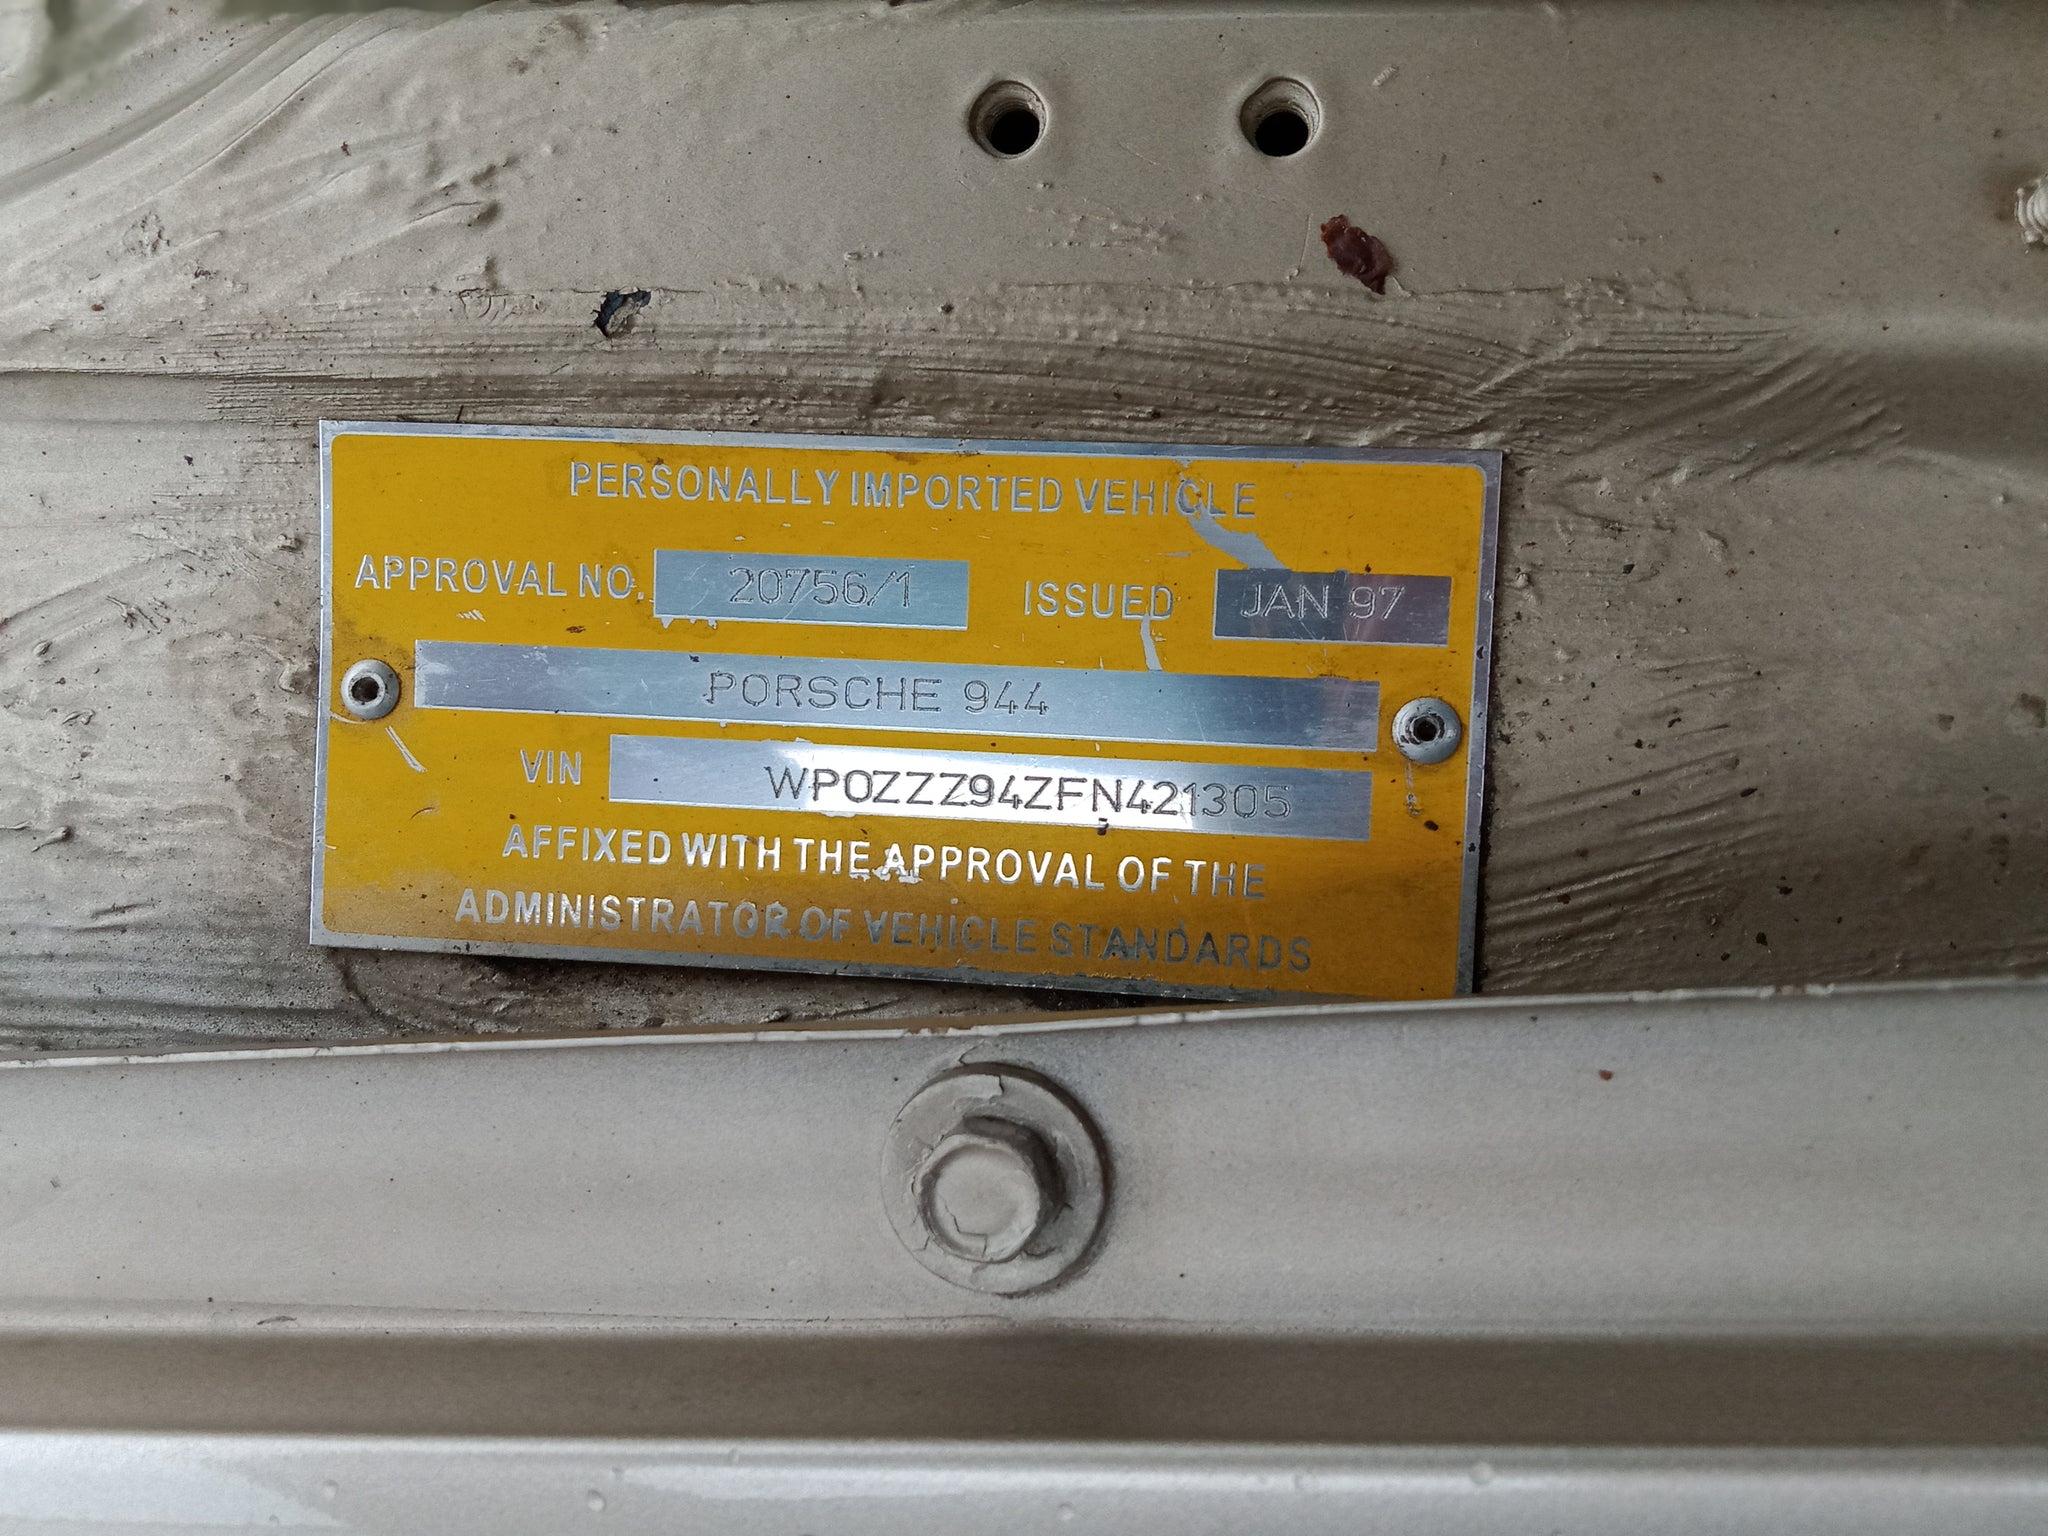 PERSONALLY IMPORTED VEHICLE
APPROVAL NO. 20756/1 ISSUED JAN 97
PORSCHE 944
VIN WP0ZZZ94ZFN421305
AFFIXED WITH THE APPROVAL OF THE
ADMINISTRATOR OF VEHICLE STANDARDS